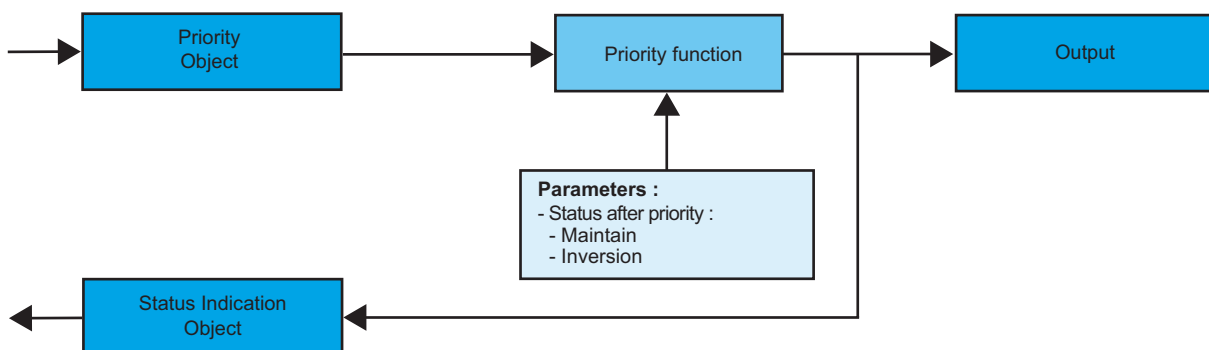 Priority
Object
Priority function
Output
Parameters :
- Status after priority :
- Maintain
- Inversion
Status Indication
Object